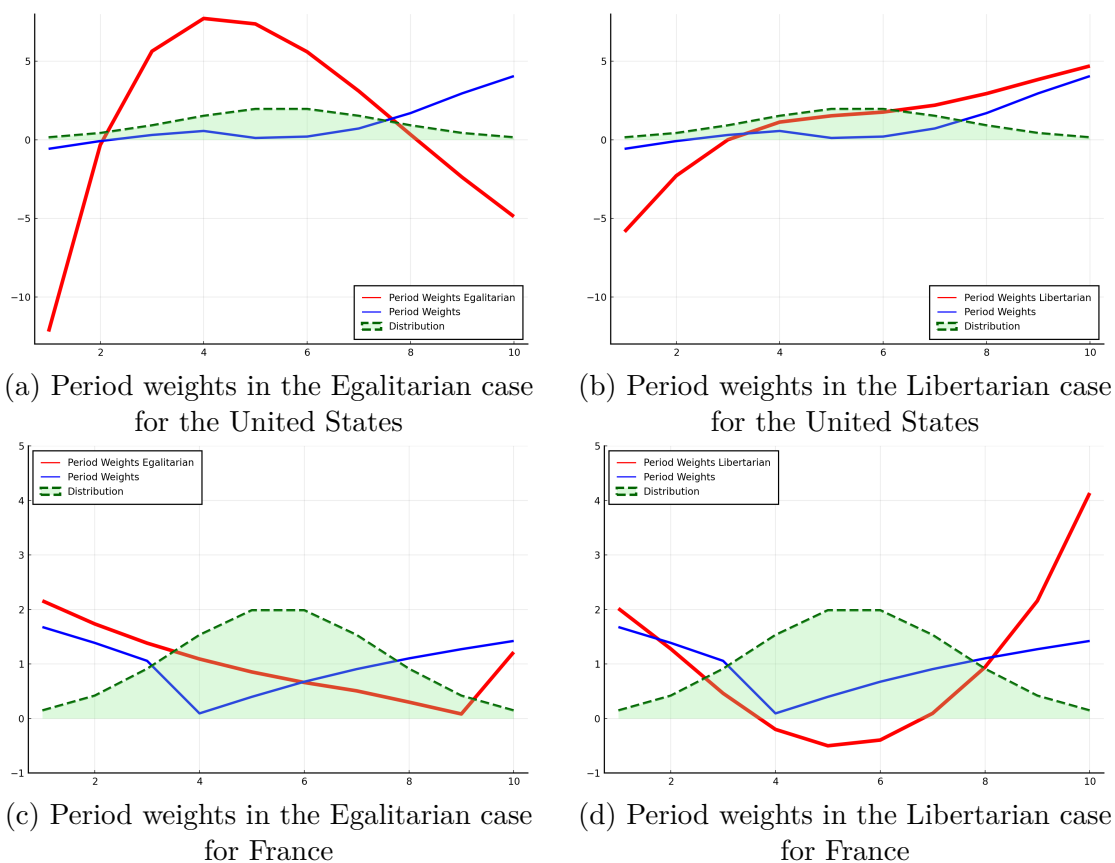 5
0
−5
−10
2
4
6
8
10
Period Weights Egalitarian
Period Weights
Distribution
5
0
−5
−10
2
4
6
8
10
Period Weights Libertarian
Period Weights
Distribution
(a) Period weights in the Egalitarian case
for the United States
(b) Period weights in the Libertarian case
for the United States
5
4
3
2
1
0
−1
2
4
6
8
10
Period Weights Egalitarian
Period Weights
Distribution
5
4
3
2
1
0
−1
2
4
6
8
10
Period Weights Libertarian
Period Weights
Distribution
(c) Period weights in the Egalitarian case
for France
(d) Period weights in the Libertarian case
for France